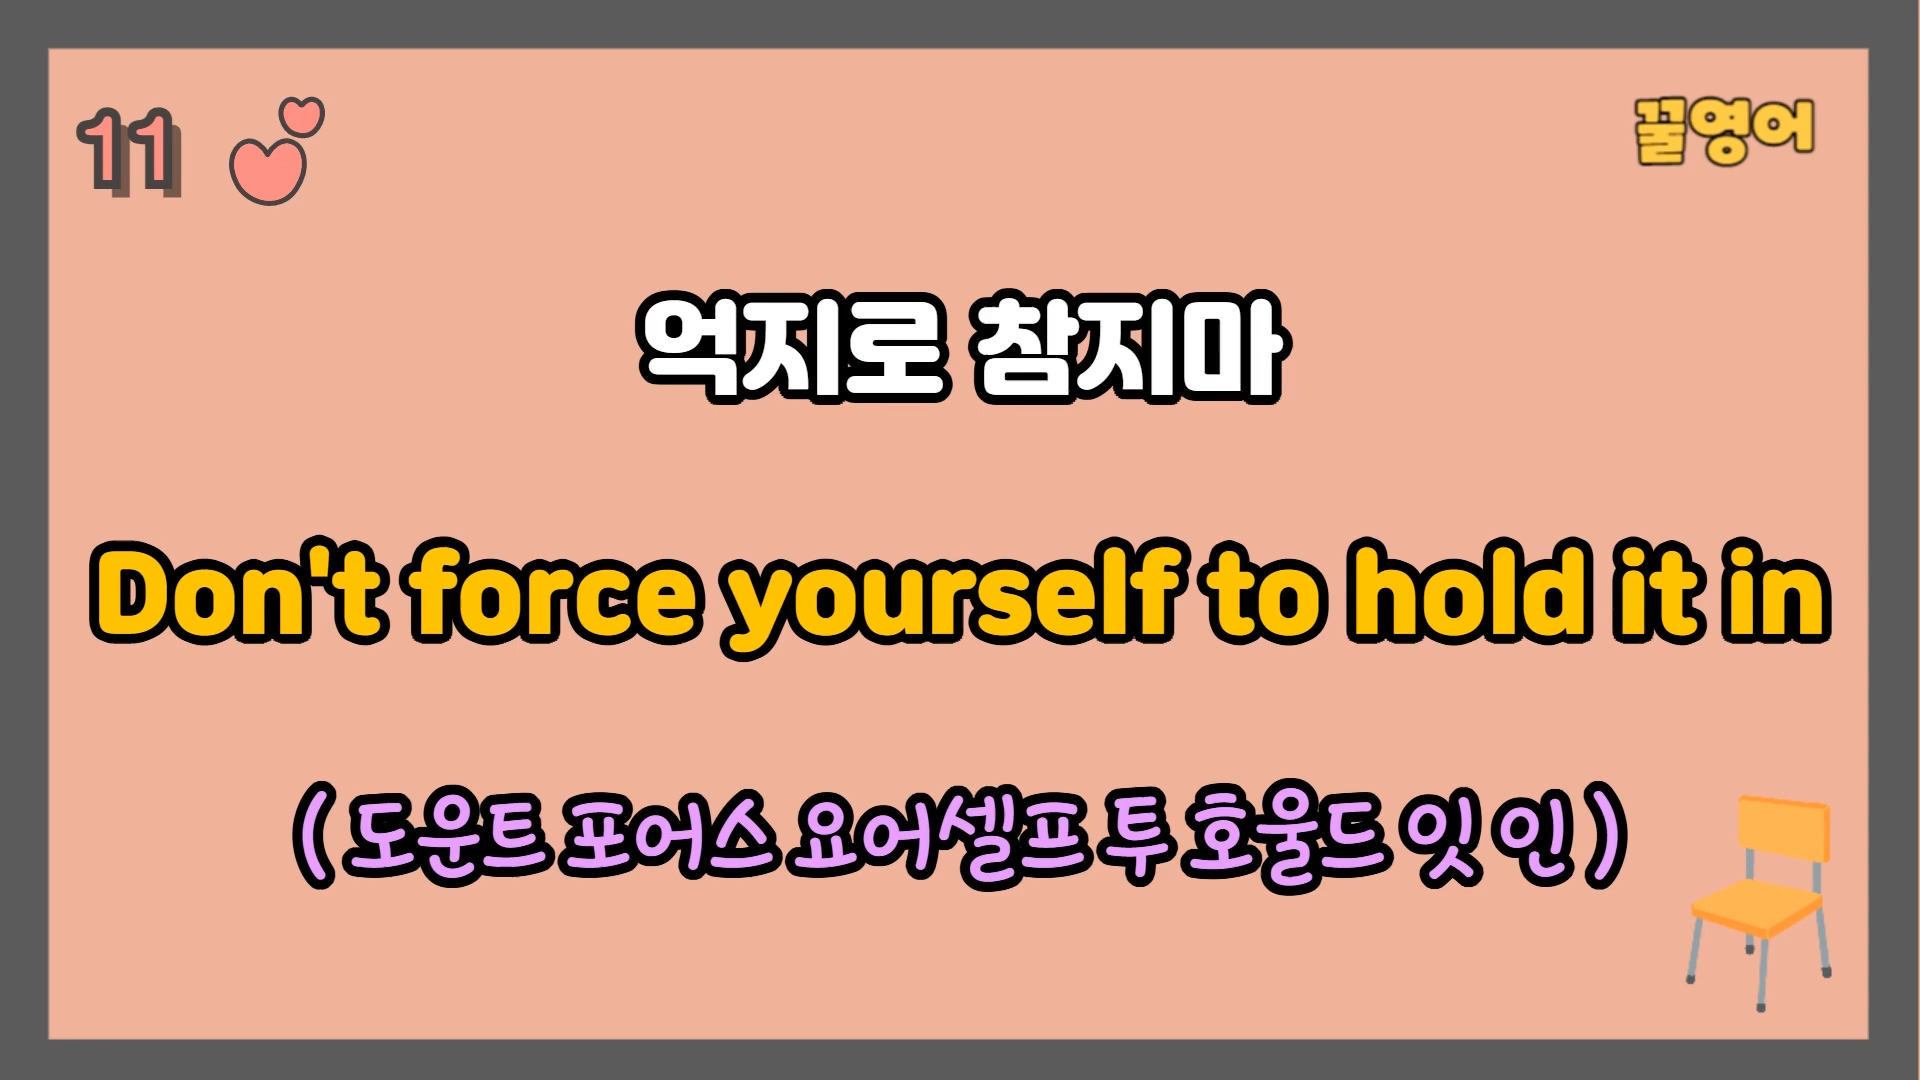 11
꿀영어
억지로 참지마
Don't force yourself to hold it in
( 도운트 포어스 요어셀프 투 호울드 잇 인 )